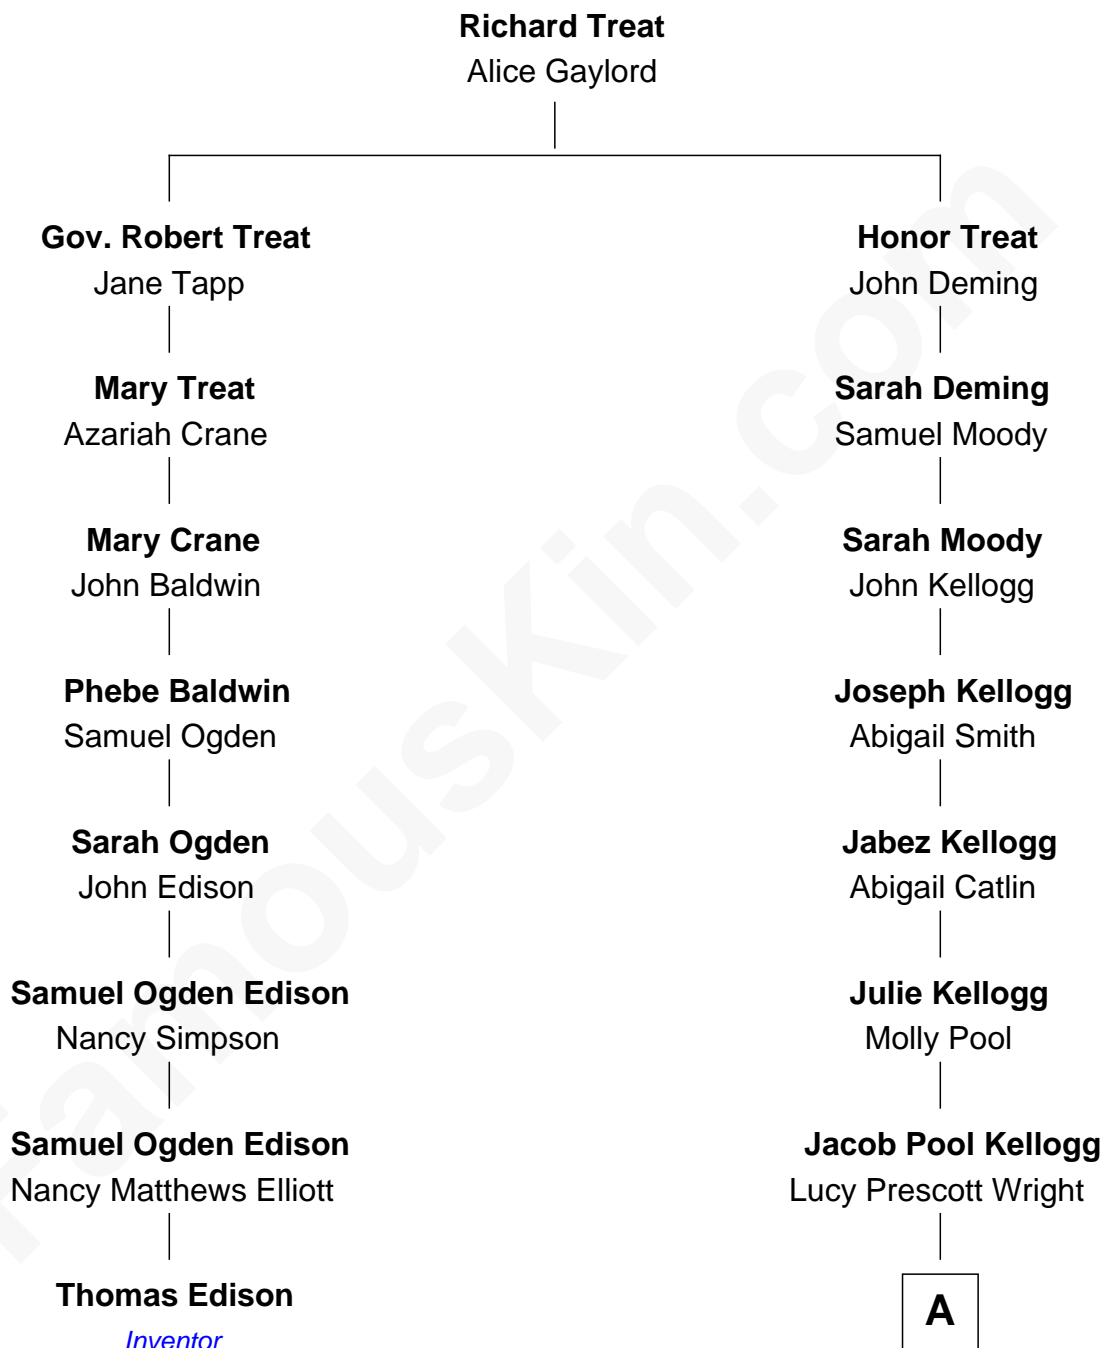 Richard Treat
Alice Gaylord
Gov. Robert Treat
Jane Tapp
Honor Treat
John Deming
Mary Treat
Azariah Crane
Sarah Deming
Samuel Moody
Mary Crane
John Baldwin
Sarah Moody
John Kellogg
Phebe Baldwin
Samuel Ogden
Joseph Kellogg
Abigail Smith
Sarah Ogden
John Edison
Jabez Kellogg
Abigail Catlin
Samuel Ogden Edison
Nancy Simpson
Julie Kellogg
Molly Pool
Samuel Ogden Edison
Nancy Matthews Elliott
Jacob Pool Kellogg
Lucy Prescott Wright
Thomas Edison
Inventor
A
FamousKin.com